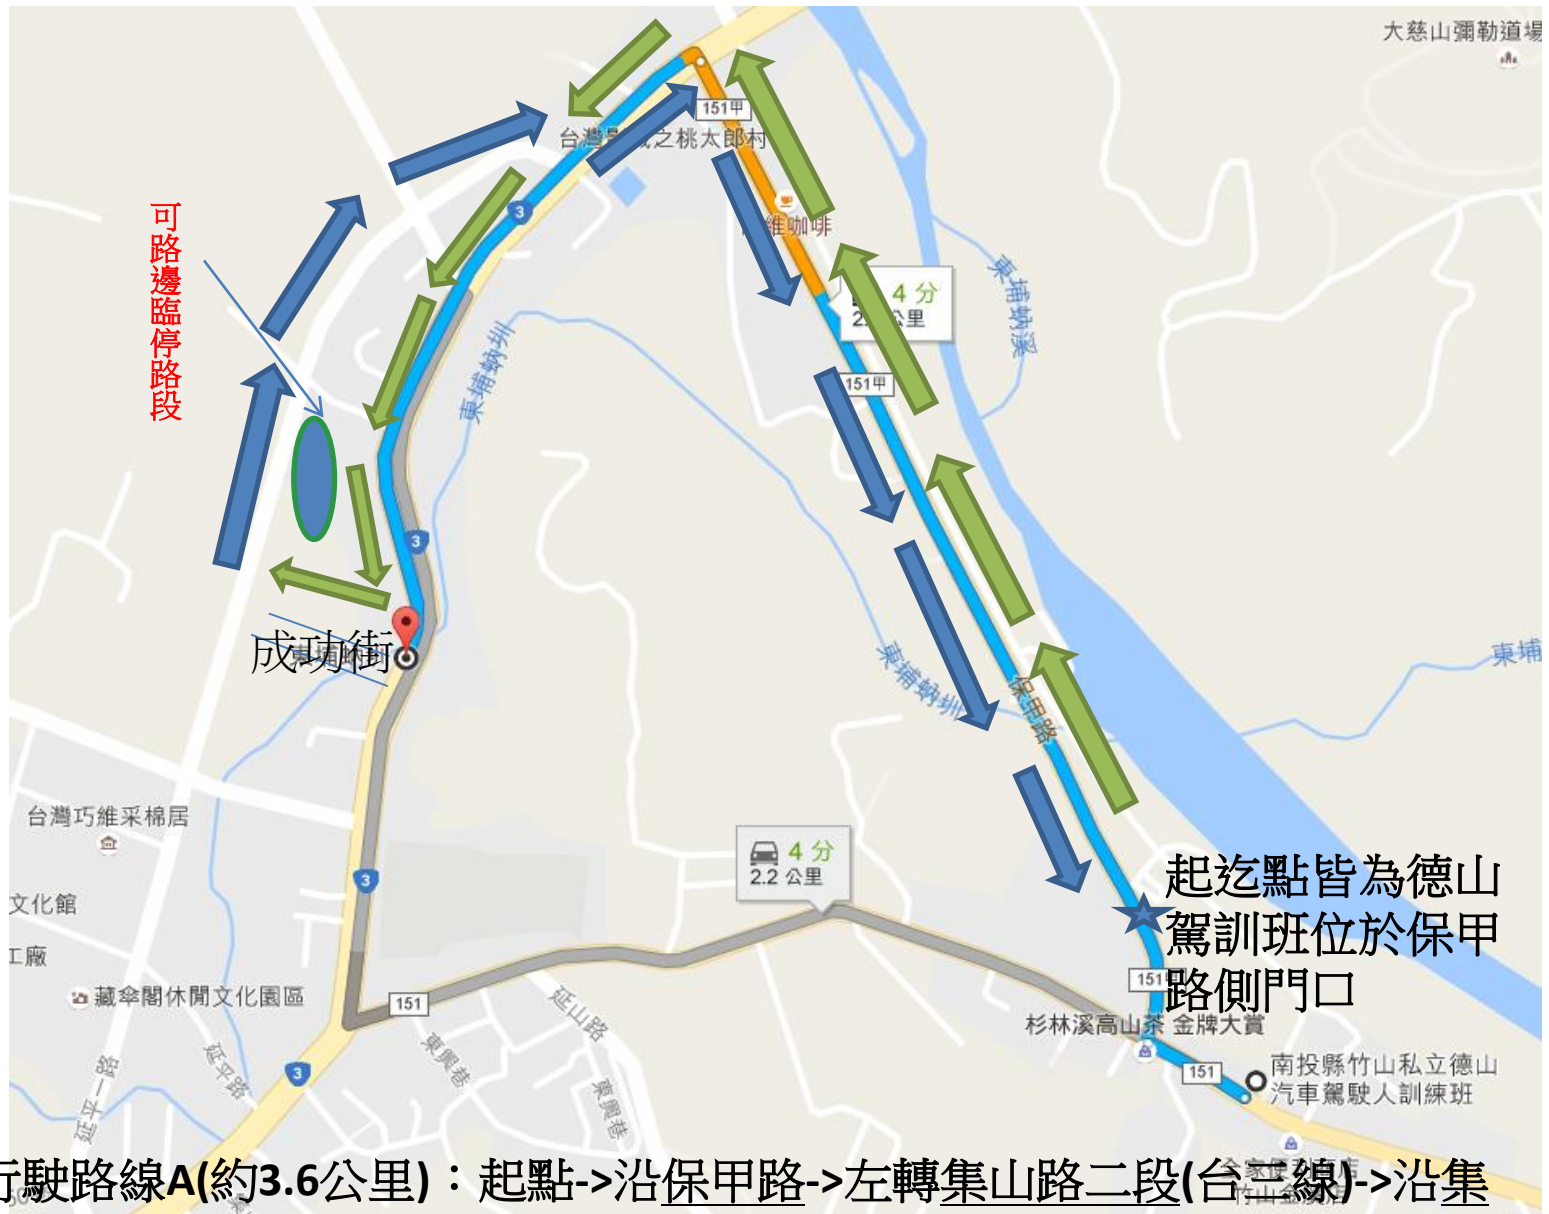 大慈山彌勒道場
151甲
台灣影城之桃太郎村
3
可路邊臨停路段
維咖啡
4 分
公里
東埔蚋溪
東埔蚋圳
151甲
3
成功街
東埔蚋圳
保甲路
東埔
台灣巧維采棉居
4 分
2.2 公里
3
起迄點皆為德山
駕訓班位於保甲
路側門口
文化館
工廠
藏傘閣休閒文化園區
151
151甲
延山路
杉林溪高山茶 金牌大賞
東興巷
延平路
延平一路
3
東興巷
151
南投縣竹山私立德山
汽車駕駛人訓練班
行駛路線A(約3.6公里)：起點->沿保甲路->左轉集山路二段(台三線)->沿集